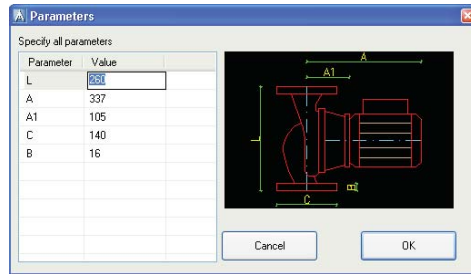 Parameters
Specify all parameters
Parameter Value
L 260
A 337
A1 105
C 140
B 16
A
A1
L
B
C
Cancel OK